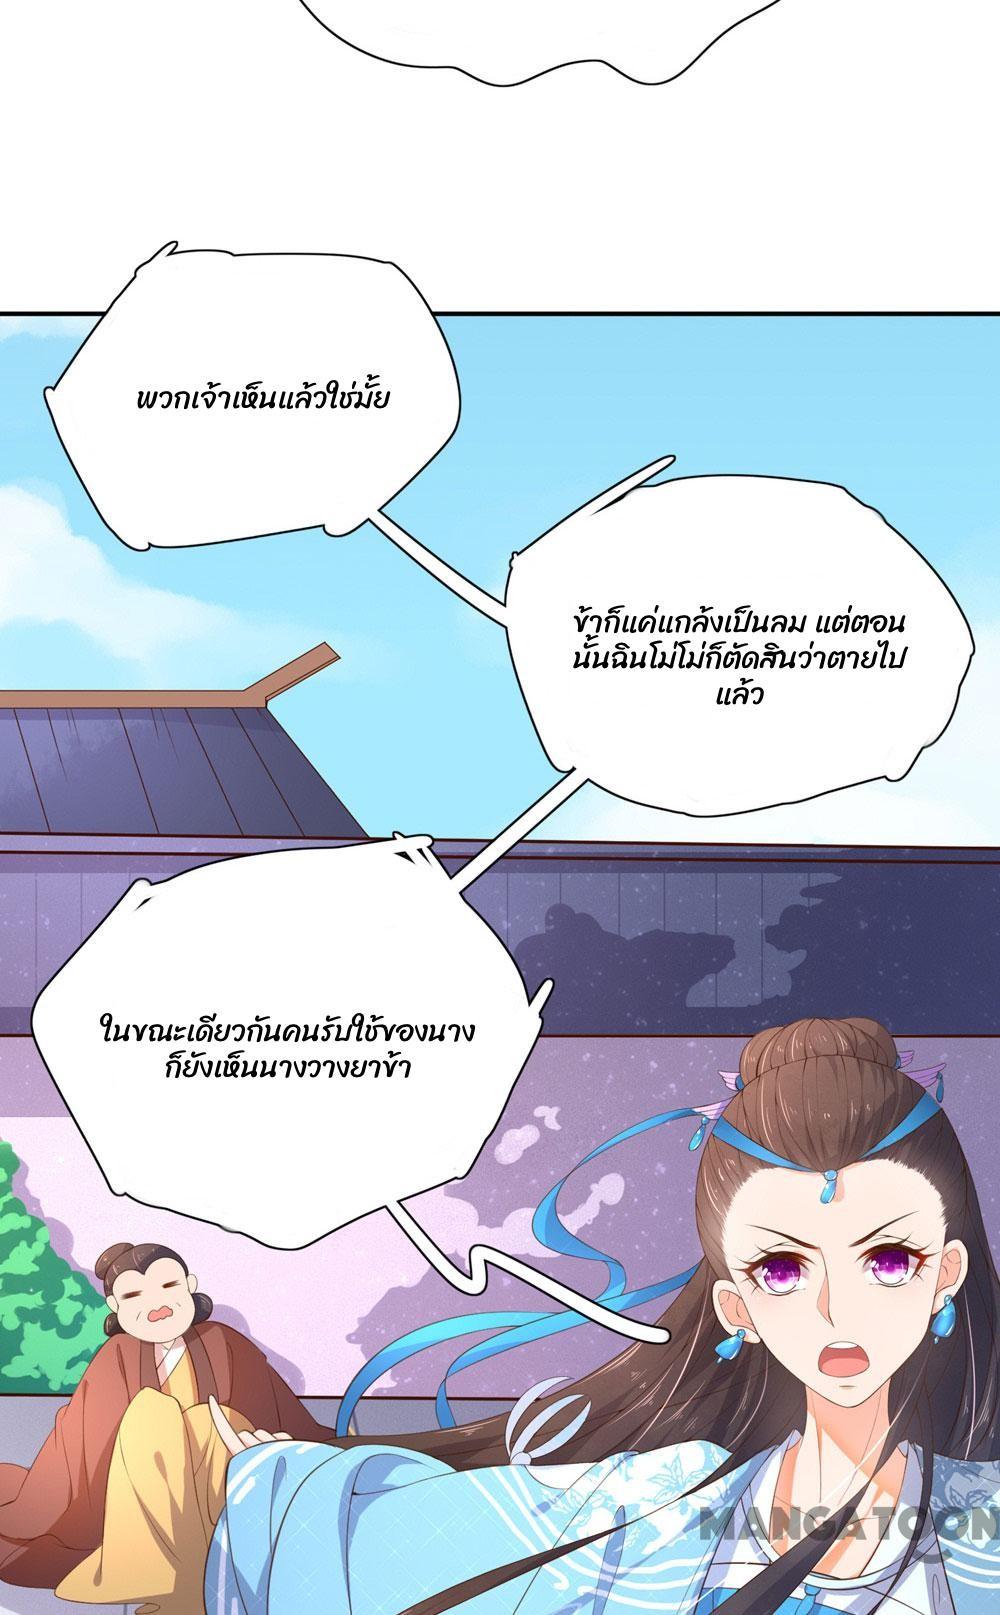 พวกเจ้าเห็นแล้วใช่มั้ย
ข้าก็แค่แกล้งเป็นลม แต่ตอน
นั้นฉินโม่โม่ก็ตัดสินว่าตายไป
แล้ว
ในขณะเดียวกันคนรับใช้ของนาง
ก็ยังเห็นนางวางยาข้า
MANGATOON